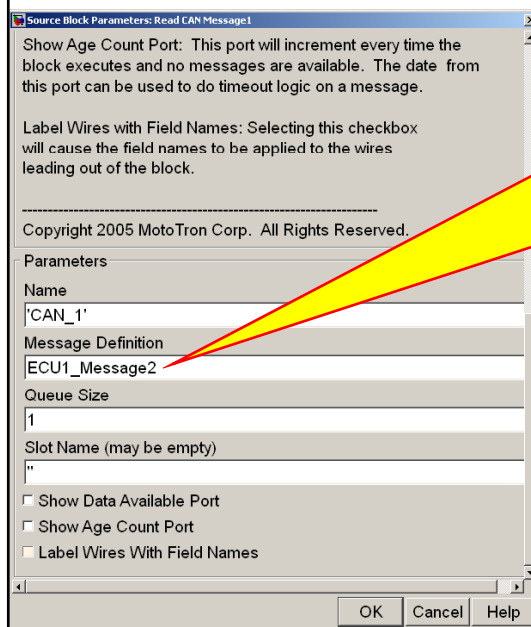 Source Block Parameters: Read CAN Message1
Show Age Count Port: This port will increment every time the
block executes and no messages are available. The date from
this port can be used to do timeout logic on a message.
Label Wires with Field Names: Selecting this checkbox
will cause the field names to be applied to the wires
leading out of the block.
------------------------------------------------------------------------
Copyright 2005 MotoTron Corp. All Rights Reserved.
Parameters
Name
'CAN_1'
Message Definition
ECU1_Message2
Queue Size
1
Slot Name (may be empty)
''
Show Data Available Port
Show Age Count Port
Label Wires With Field Names
OK Cancel Help